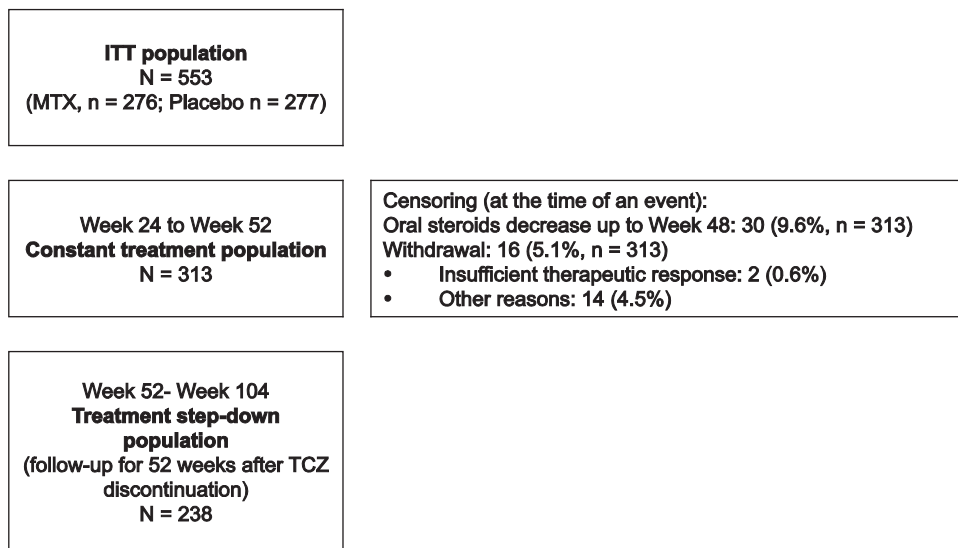 ITT population
N = 553
(MTX, n = 276; Placebo n = 277)
Week 24 to Week 52
Constant treatment population
N = 313
Censoring (at the time of an event):
Oral steroids decrease up to Week 48: 30 (9.6%, n = 313)
Withdrawal: 16 (5.1%, n = 313)
• Insufficient therapeutic response: 2 (0.6%)
• Other reasons: 14 (4.5%)
Week 52- Week 104
Treatment step-down
population
(follow-up for 52 weeks after TCZ
discontinuation)
N = 238